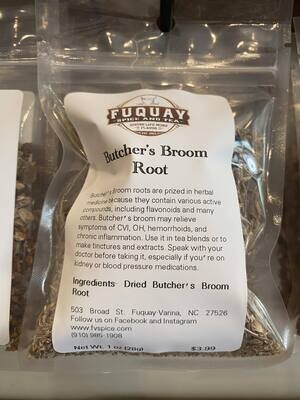 FUQUAY
SPICE AND TEA
Butcher's Broom
Root
Butcher's Broom roots are prized in herbal
medicine because they contain various active
compounds, including flavonoids and many
others. Butcher's broom may relieve
symptoms of CVI, OH, hemorrhoids, and
chronic inflammation. Use it in tea blends or to
make tinctures and extracts. Speak with your
doctor before taking it, especially if you're on
kidney or blood pressure medications.
Ingredients: Dried Butcher's Broom
Root
503 Broad St. Fuquay-Varina, NC 27526
Follow us on Facebook and Instagram
www.fvspice.com
(910) 985-1908
Net Wt. 1 oz (28g) $3.99